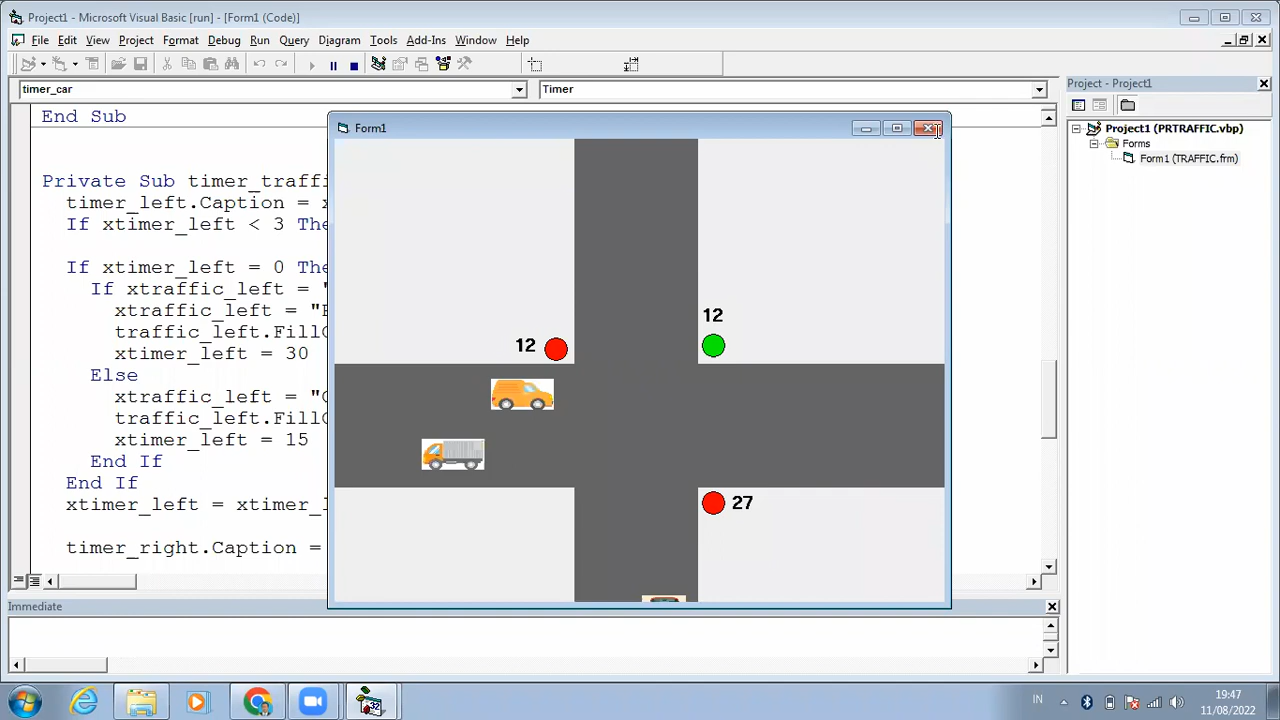 Project1 - Microsoft Visual Basic [run] - [Form1 (Code)]
File Edit View Project Format Debug Run Query Diagram Tools Add-Ins Window Help
timer_car
Timer
Project - Project1
Project1 (PRTRAFFIC.vbp)
Forms
Form1 (TRAFFIC.frm)
End Sub
Private Sub timer_traffi
timer_left.Caption = x
If xtimer_left < 3 The
If xtimer_left = 0 The
If xtraffic_left = "
xtraffic_left = "
traffic_left.FillC
xtimer_left = 30
Else
xtraffic_left = "
traffic_left.FillC
xtimer_left = 15
End If
End If
xtimer_left = xtimer_l
timer_right.Caption =
Form1
12
12
27
Immediate
32
IN
19:47
11/08/2022